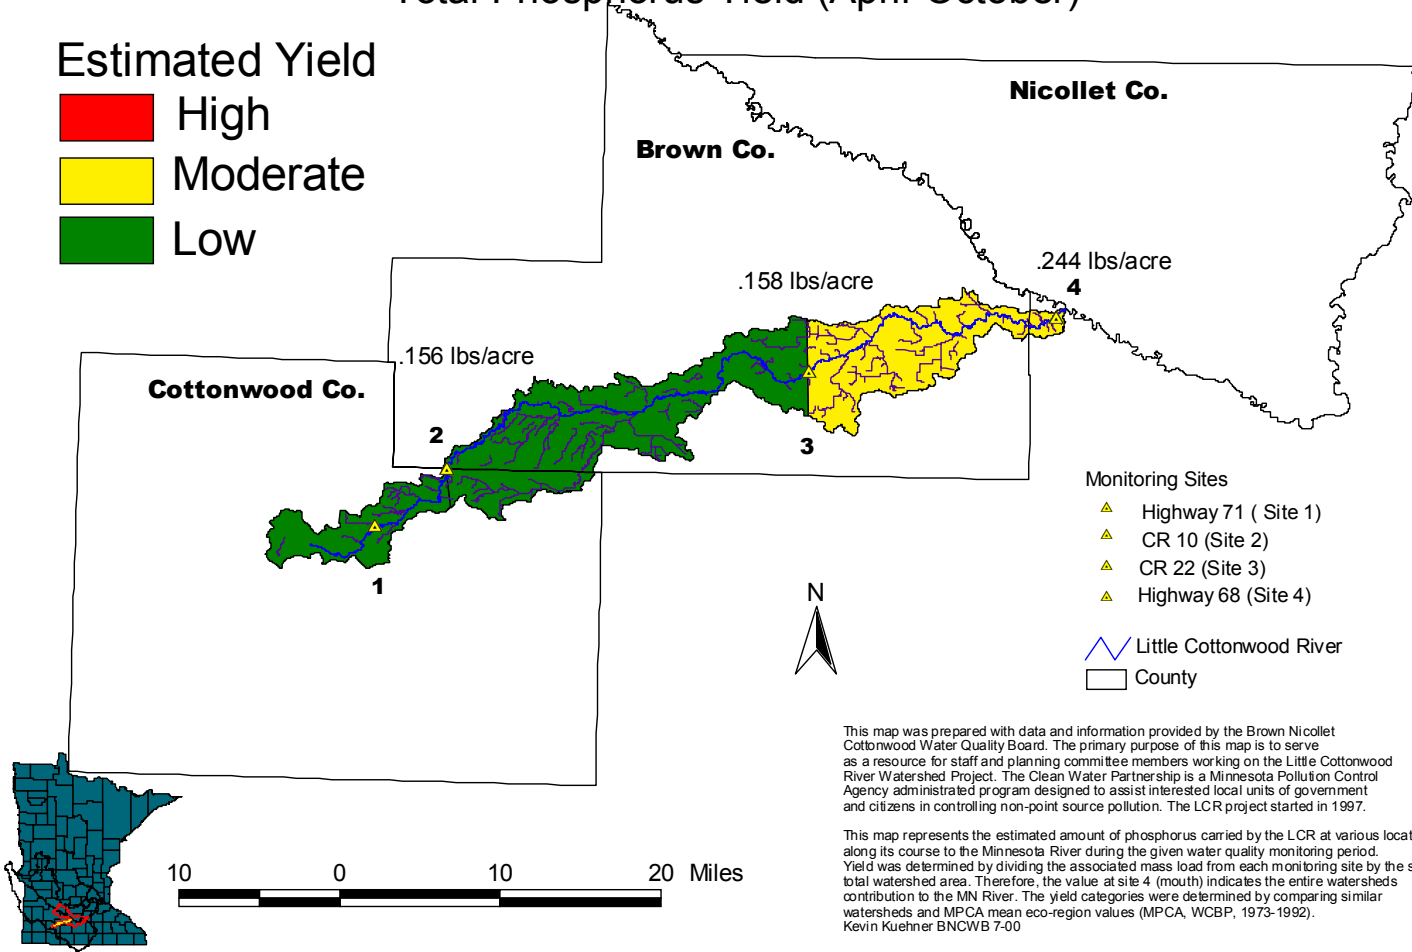 Total Phosphorus Yield (April-October)
Estimated Yield
High
Moderate
Low
Nicollet Co.
Brown Co.
Cottonwood Co.
.244 lbs/acre
4
.158 lbs/acre
.156 lbs/acre
2
3
1
Monitoring Sites
Highway 71 ( Site 1)
CR 10 (Site 2)
CR 22 (Site 3)
Highway 68 (Site 4)
Little Cottonwood River
County
N
10 0 10 20 Miles
This map was prepared with data and information provided by the Brown Nicollet
Cottonwood Water Quality Board. The primary purpose of this map is to serve
as a resource for staff and planning committee members working on the Little Cottonwood
River Watershed Project. The Clean Water Partnership is a Minnesota Pollution Control
Agency administrated program designed to assist interested local units of government
and citizens in controlling non-point source pollution. The LCR project started in 1997.
This map represents the estimated amount of phosphorus carried by the LCR at various locat
along its course to the Minnesota River during the given water quality monitoring period.
Yield was determined by dividing the associated mass load from each monitoring site by the s
total watershed area. Therefore, the value at site 4 (mouth) indicates the entire watersheds
contribution to the MN River. The yield categories were determined by comparing similar
watersheds and MPCA mean eco-region values (MPCA, WCBP, 1973-1992).
Kevin Kuehner BNCWB 7-00